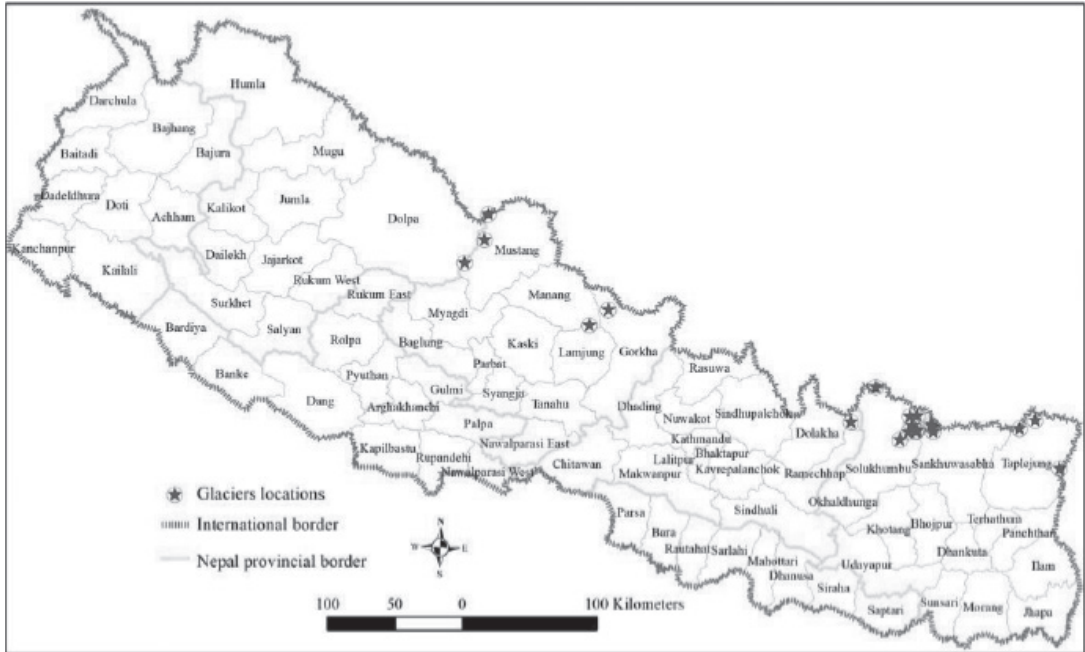 Humla
Darchula
Bajhang
Mugu
Baitadi
Bajura
Dadeldhura
Doti
Achham
Kalikot
Jumla
Dolpa
Mustang
Kanchanpur
Kailali
Dailekh
Jajarkot
Rukum West
Rukum East
Manang
Surkhet
Myagdi
Bardiya
Salyan
Rolpa
Baglung
Kaski
Lamjung
Gorkha
Parbat
Rasuwa
Banke
Pyuthan
Gulmi
Syangja
Dang
Arghakhanchi
Tanahu
Dhading
Nuwakot
Sindhupalchok
Dolakha
Palpa
Kathmandu
Bhaktapur
Kapilbastu
Rupandehi
Nawalparasi East
Nawalparasi West
Chitawan
Lalitpur
Makwanpur
Kavrepalanchok
Ramechhap
Solukhumbu
Sankhuwasabha
Taplejung
Okhaldhunga
Sindhuli
Parsa
Bara
Rautahat
Sarlahi
Mahottari
Dhanusa
Siraha
Udayapur
Khotang
Bhojpur
Terhathum
Panchthar
Dhankuta
Ilam
Saptari
Sunsari
Morang
Jhapa
Glaciers locations
International border
Nepal provincial border
N
W E
S
100 50 0 100 Kilometers